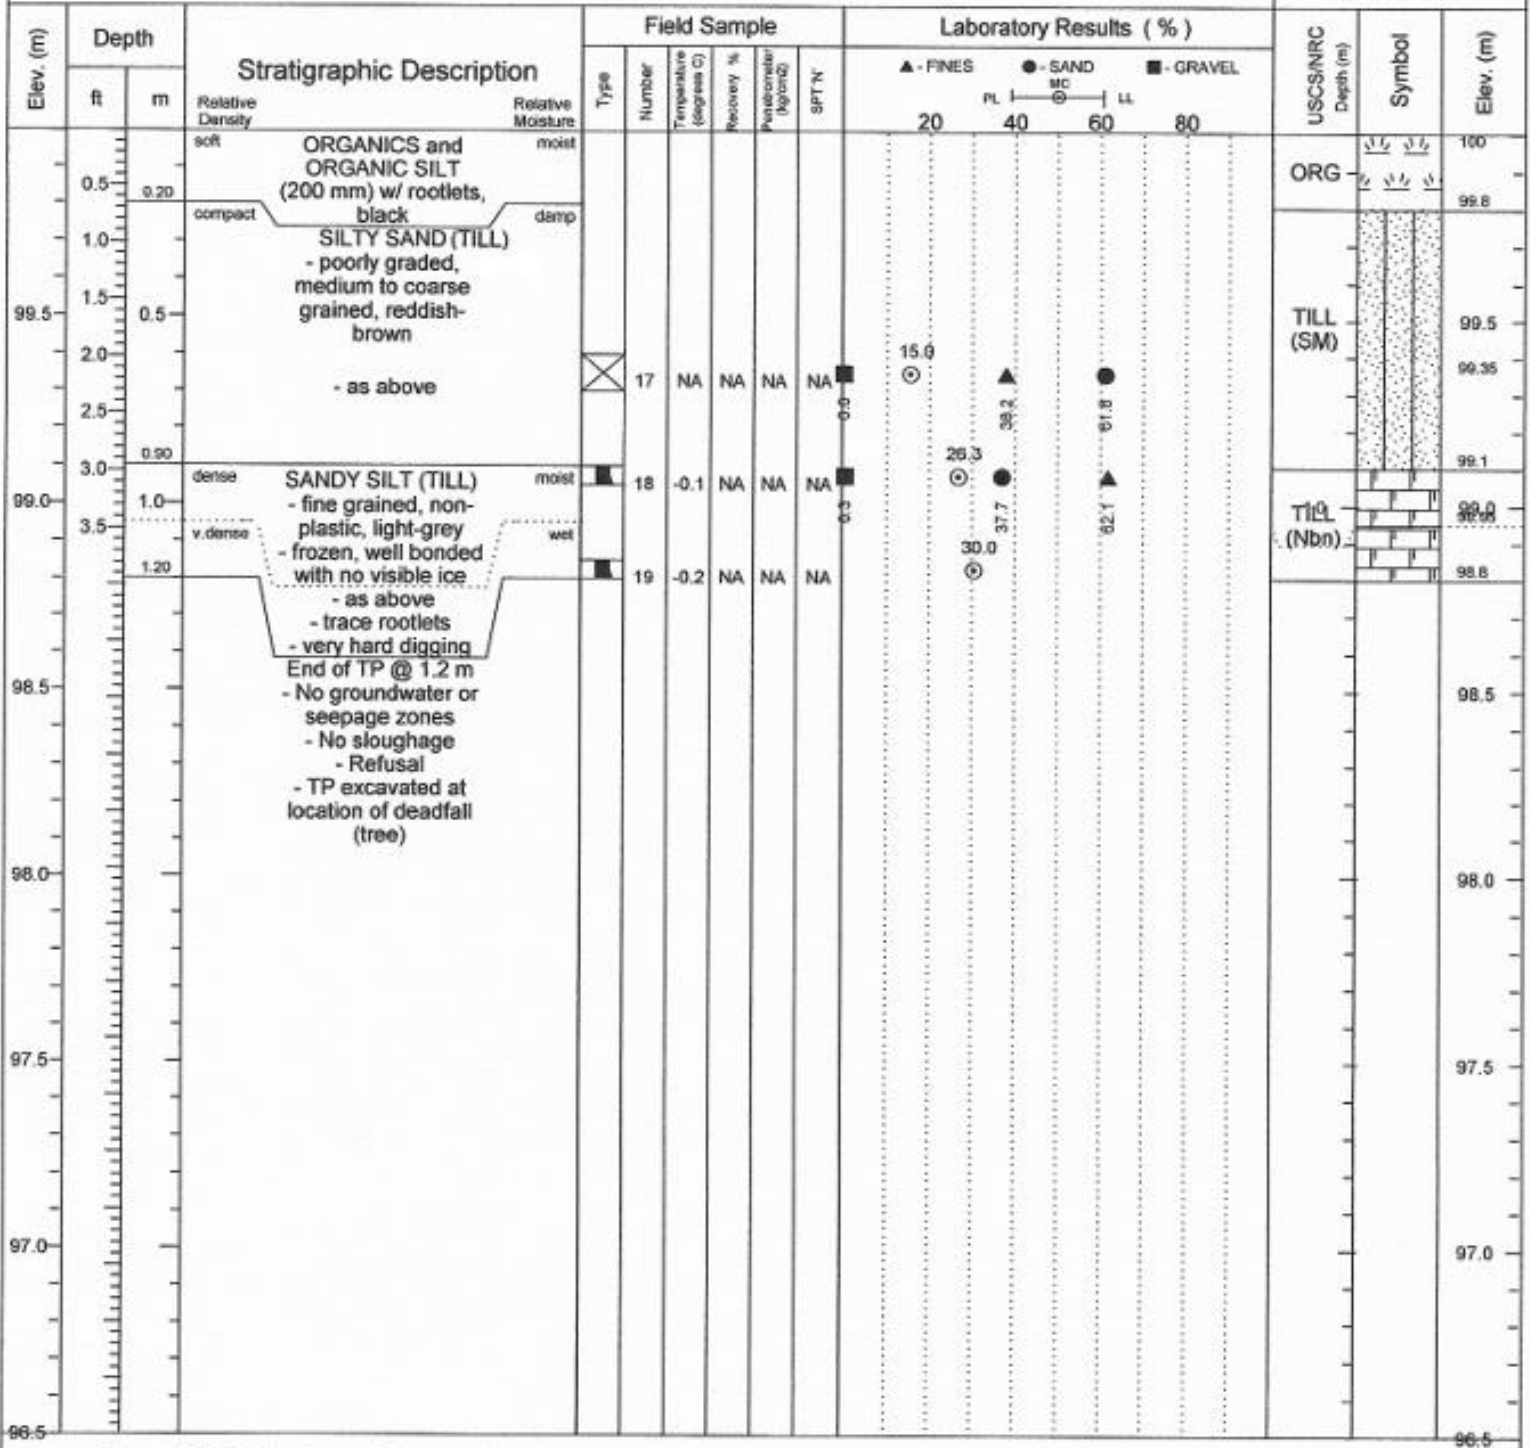 Elev. (m)
Depth
ft
m
Stratigraphic Description
Relative Density
Relative Moisture
Field Sample
Type
Number
Temperature (degrees C)
Recovery %
Penetrometer (kg/cm2)
SPT 'N'
Laboratory Results ( % )
▲ - FINES ● - SAND ■ - GRAVEL
MC
PL LL
20 40 60 80
USCS/NRC
Depth (m)
Symbol
Elev. (m)
soft
ORGANICS and
moist
ORGANIC SILT
(200 mm) w/ rootlets,
black
0.5
0.20
compact
damp
ORG
100
99.8
SILTY SAND (TILL)
- poorly graded,
medium to coarse
grained, reddish-
brown
1.0
1.5
99.5
0.5
TILL
(SM)
99.5
2.0
- as above
17 NA NA NA NA
0.0
15.0
38.2
61.8
99.35
2.5
0.90
3.0
99.1
dense
SANDY SILT (TILL)
moist
- fine grained, non-
plastic, light-grey
- frozen, well bonded
with no visible ice
18 -0.1 NA NA NA
0.3
26.3
37.7
62.1
99.0
1.0
3.5
v.dense
wet
TILL
(Nbn)
99.0
1.20
- as above
- trace rootlets
- very hard digging
19 -0.2 NA NA NA
30.0
98.8
End of TP @ 1.2 m
- No groundwater or
seepage zones
- No sloughage
- Refusal
- TP excavated at
location of deadfall
(tree)
98.5
98.5
98.0
98.0
97.5
97.5
97.0
97.0
96.5
96.5